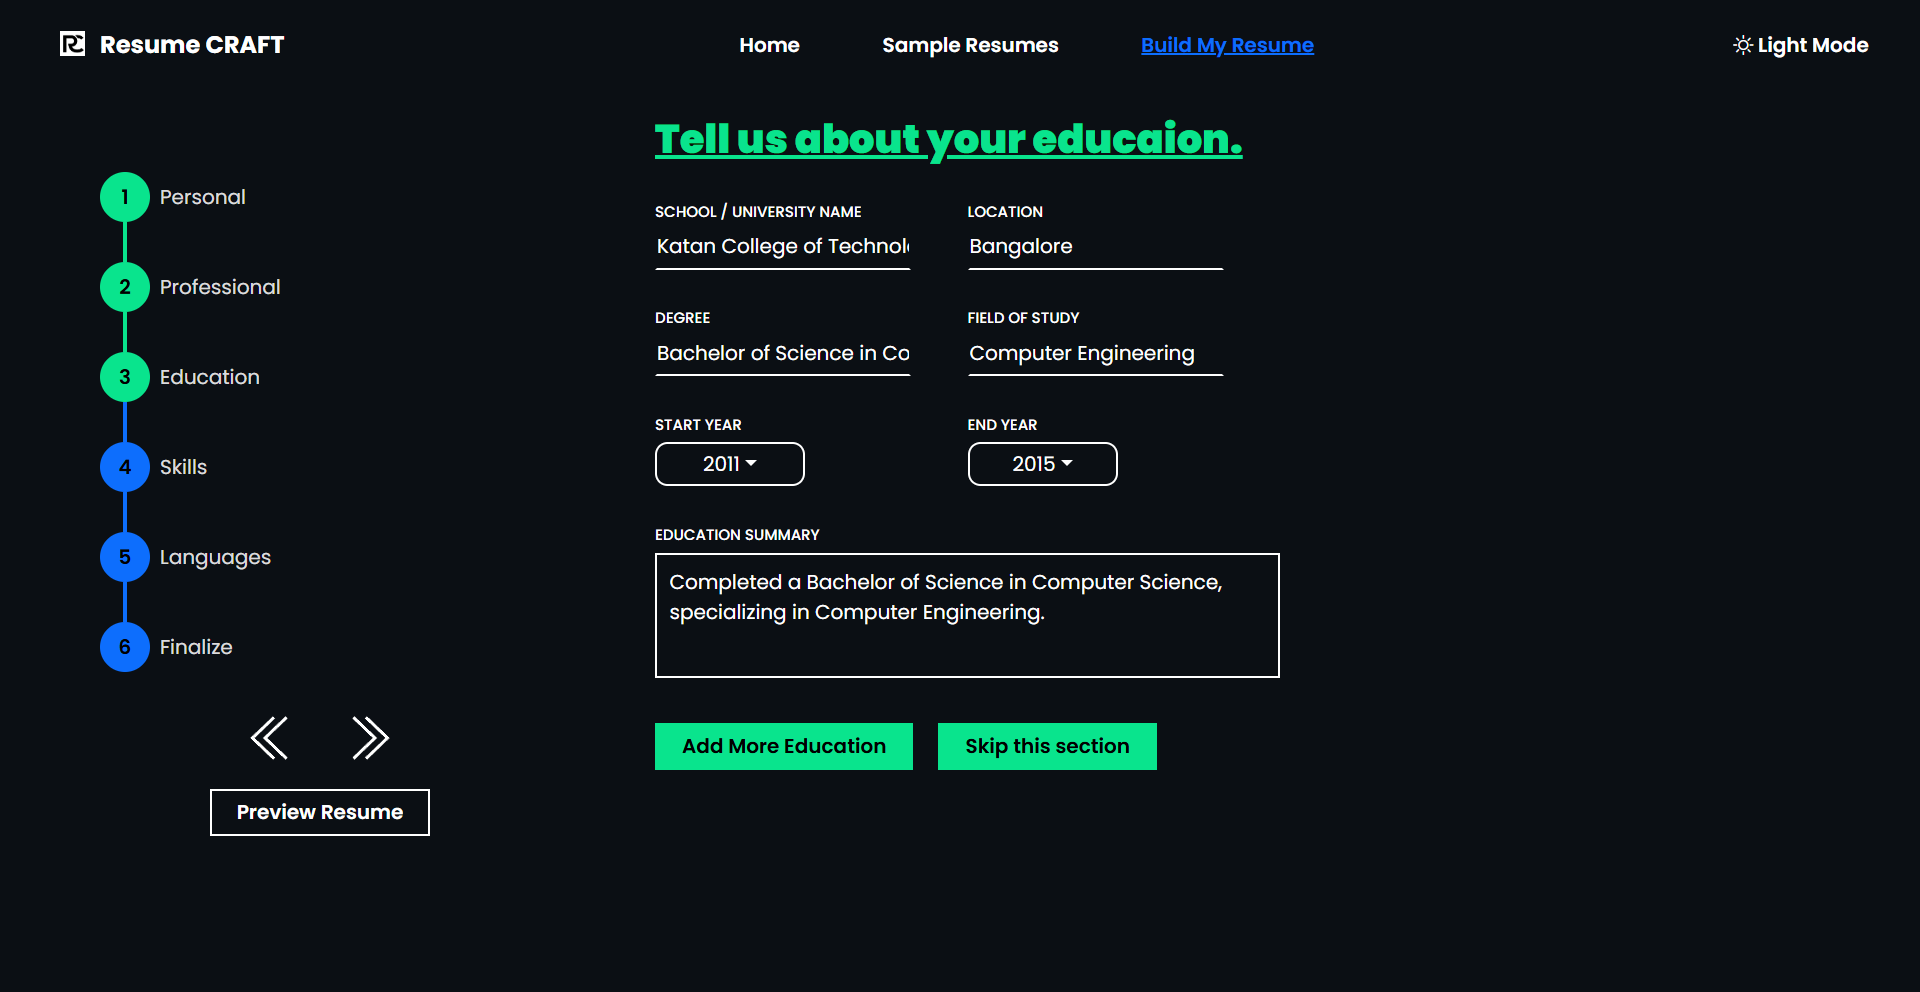 Resume CRAFT
Home
Sample Resumes
Build My Resume
Light Mode
1 Personal
2 Professional
3 Education
4 Skills
5 Languages
6 Finalize
Preview Resume
Tell us about your educaion.
SCHOOL / UNIVERSITY NAME
Katan College of Technol
LOCATION
Bangalore
DEGREE
Bachelor of Science in Co
FIELD OF STUDY
Computer Engineering
START YEAR
2011
END YEAR
2015
EDUCATION SUMMARY
Completed a Bachelor of Science in Computer Science,
specializing in Computer Engineering.
Add More Education
Skip this section